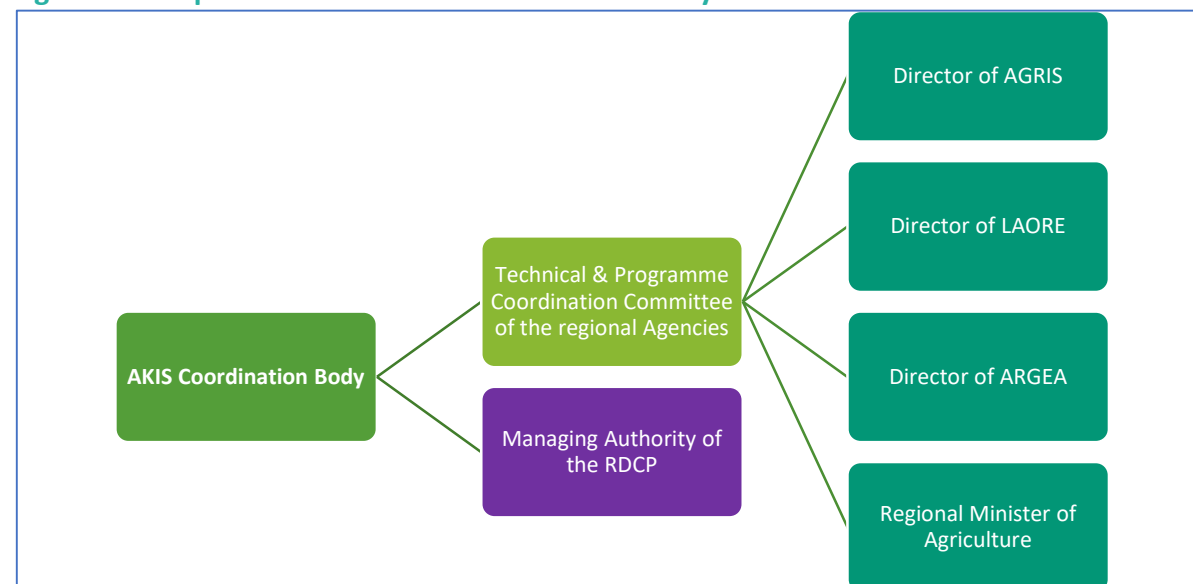 Director of AGRIS
Director of LAORE
Technical & Programme
Coordination Committee
of the regional Agencies
AKIS Coordination Body
Director of ARGEA
Managing Authority of
the RDCP
Regional Minister of
Agriculture